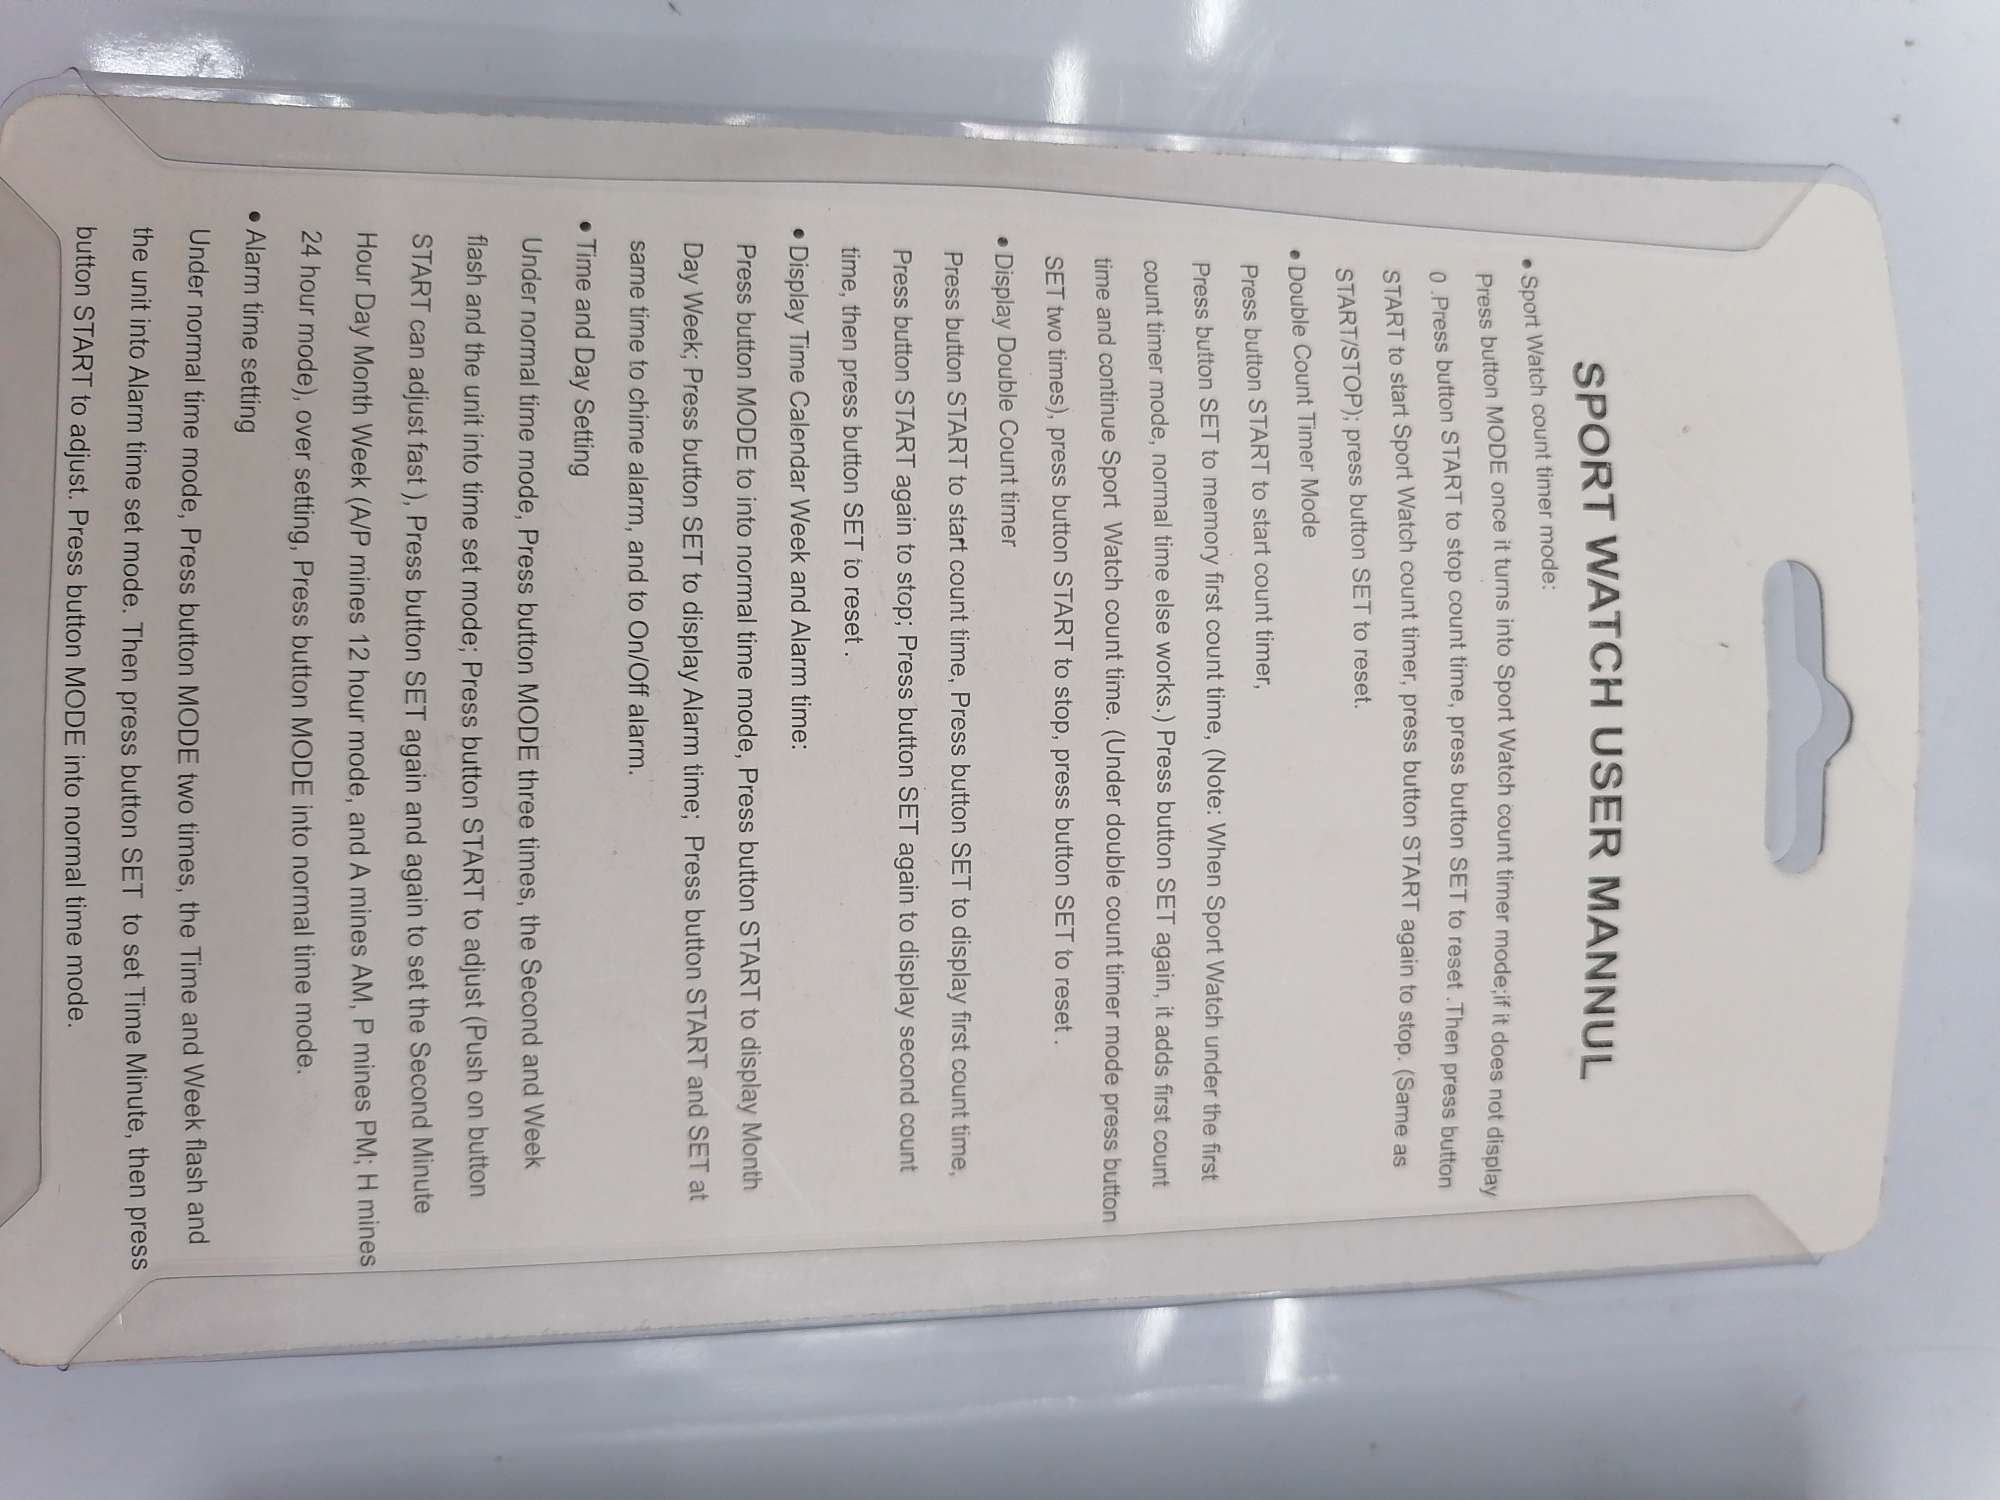 SPORT WATCH USER MANNUL
• Sport Watch count timer mode:
Press button MODE once it turns into Sport Watch count timer mode;if it does not display
0 .Press button START to stop count time, press button SET to reset .Then press button
START to start Sport Watch count timer, press button START again to stop. (Same as
START/STOP); press button SET to reset.
• Double Count Timer Mode
Press button START to start count timer,
Press button SET to memory first count time, (Note: When Sport Watch under the first
count timer mode, normal time else works.) Press button SET again, it adds first count
time and continue Sport Watch count time. (Under double count timer mode press button
SET two times), press button START to stop, press button SET to reset .
• Display Double Count timer
Press button START to start count time, Press button SET to display first count time,
Press button START again to stop; Press button SET again to display second count
time, then press button SET to reset .
• Display Time Calendar Week and Alarm time:
Press button MODE to into normal time mode, Press button START to display Month
Day Week; Press button SET to display Alarm time; Press button START and SET at
same time to chime alarm, and to On/Off alarm.
• Time and Day Setting
Under normal time mode, Press button MODE three times, the Second and Week
flash and the unit into time set mode; Press button START to adjust (Push on button
START can adjust fast ), Press button SET again and again to set the Second Minute
Hour Day Month Week (A/P mines 12 hour mode, and A mines AM, P mines PM; H mines
24 hour mode), over setting, Press button MODE into normal time mode.
• Alarm time setting
Under normal time mode, Press button MODE two times, the Time and Week flash and
the unit into Alarm time set mode. Then press button SET to set Time Minute, then press
button START to adjust. Press button MODE into normal time mode.